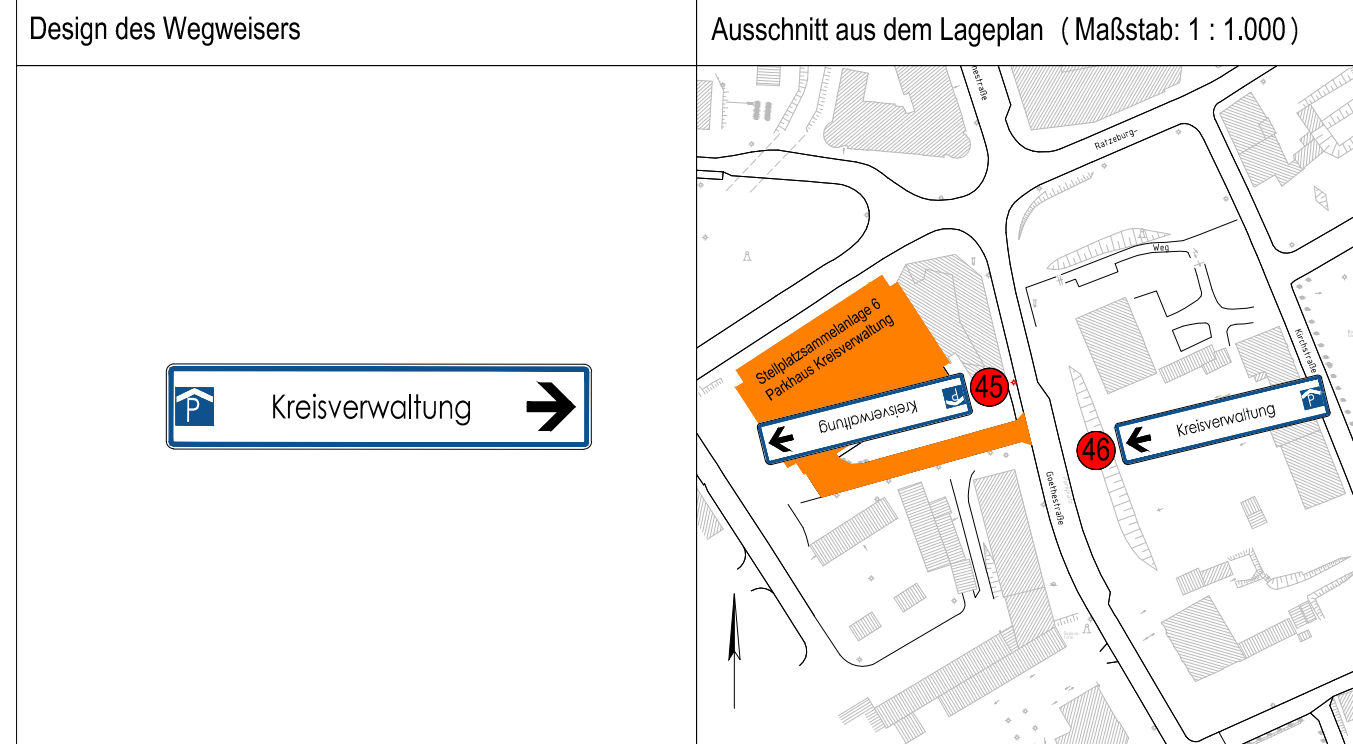 Design des Wegweisers
Ausschnitt aus dem Lageplan (Maßstab: 1 : 1.000)
P
Kreisverwaltung
Ratzeburg-
Weg
Stellplatzsammelanlage 6
Parkhaus Kreisverwaltung
Kirchstraße
45
P
Kreisverwaltung
46
Kreisverwaltung
P
Goethestraße